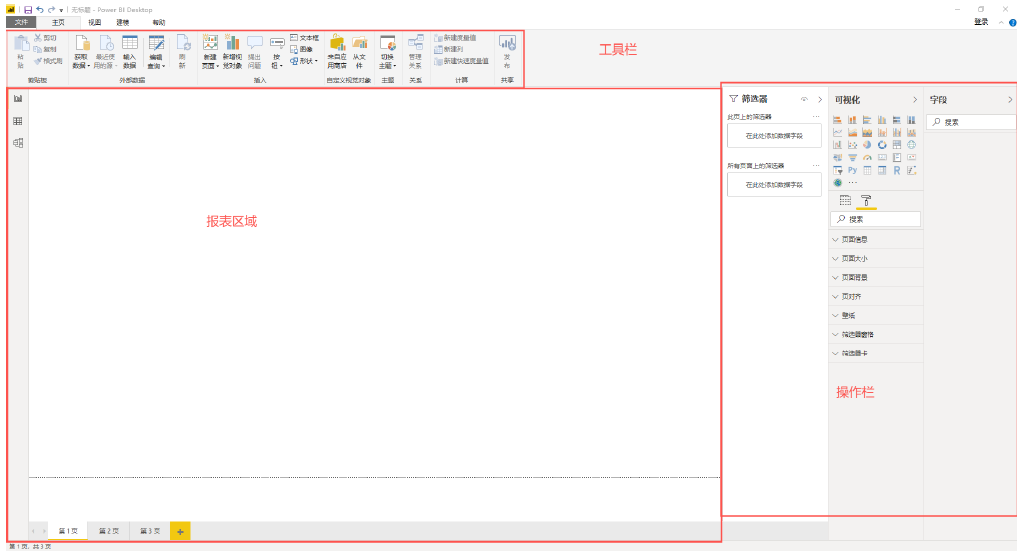 无标题 - Power BI Desktop
文件 主页 视图 建模 帮助 登录
粘贴 剪切 复制 格式刷
获取数据 最近使用的源 输入数据 编辑查询 刷新
新建页面 新增视觉对象 提出问题 按钮 文本框 图像 形状
来自应用商店 从文件 切换主题 管理关系
新建度量值 新建列 新建快速度量值 发布
剪贴板 外部数据 插入 自定义视觉对象 主题 关系 计算 共享
工具栏
筛选器
此页上的筛选器
在此处添加数据字段
所有页面上的筛选器
在此处添加数据字段
可视化
Py R
搜索
页面信息
页面大小
页面背景
页对齐
壁纸
筛选器窗格
筛选器卡
字段
搜索
报表区域
操作栏
第 1 页 第 2 页 第 3 页
第 1 页, 共 3 页